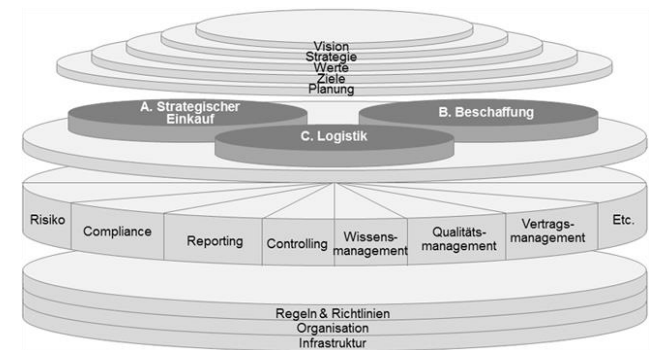 Vision
Strategie
Werte
Ziele
Planung
A. Strategischer
Einkauf
B. Beschaffung
C. Logistik
Risiko
Compliance
Reporting
Controlling
Wissens-
management
Qualitäts-
management
Vertrags-
management
Etc.
Regeln & Richtlinien
Organisation
Infrastruktur